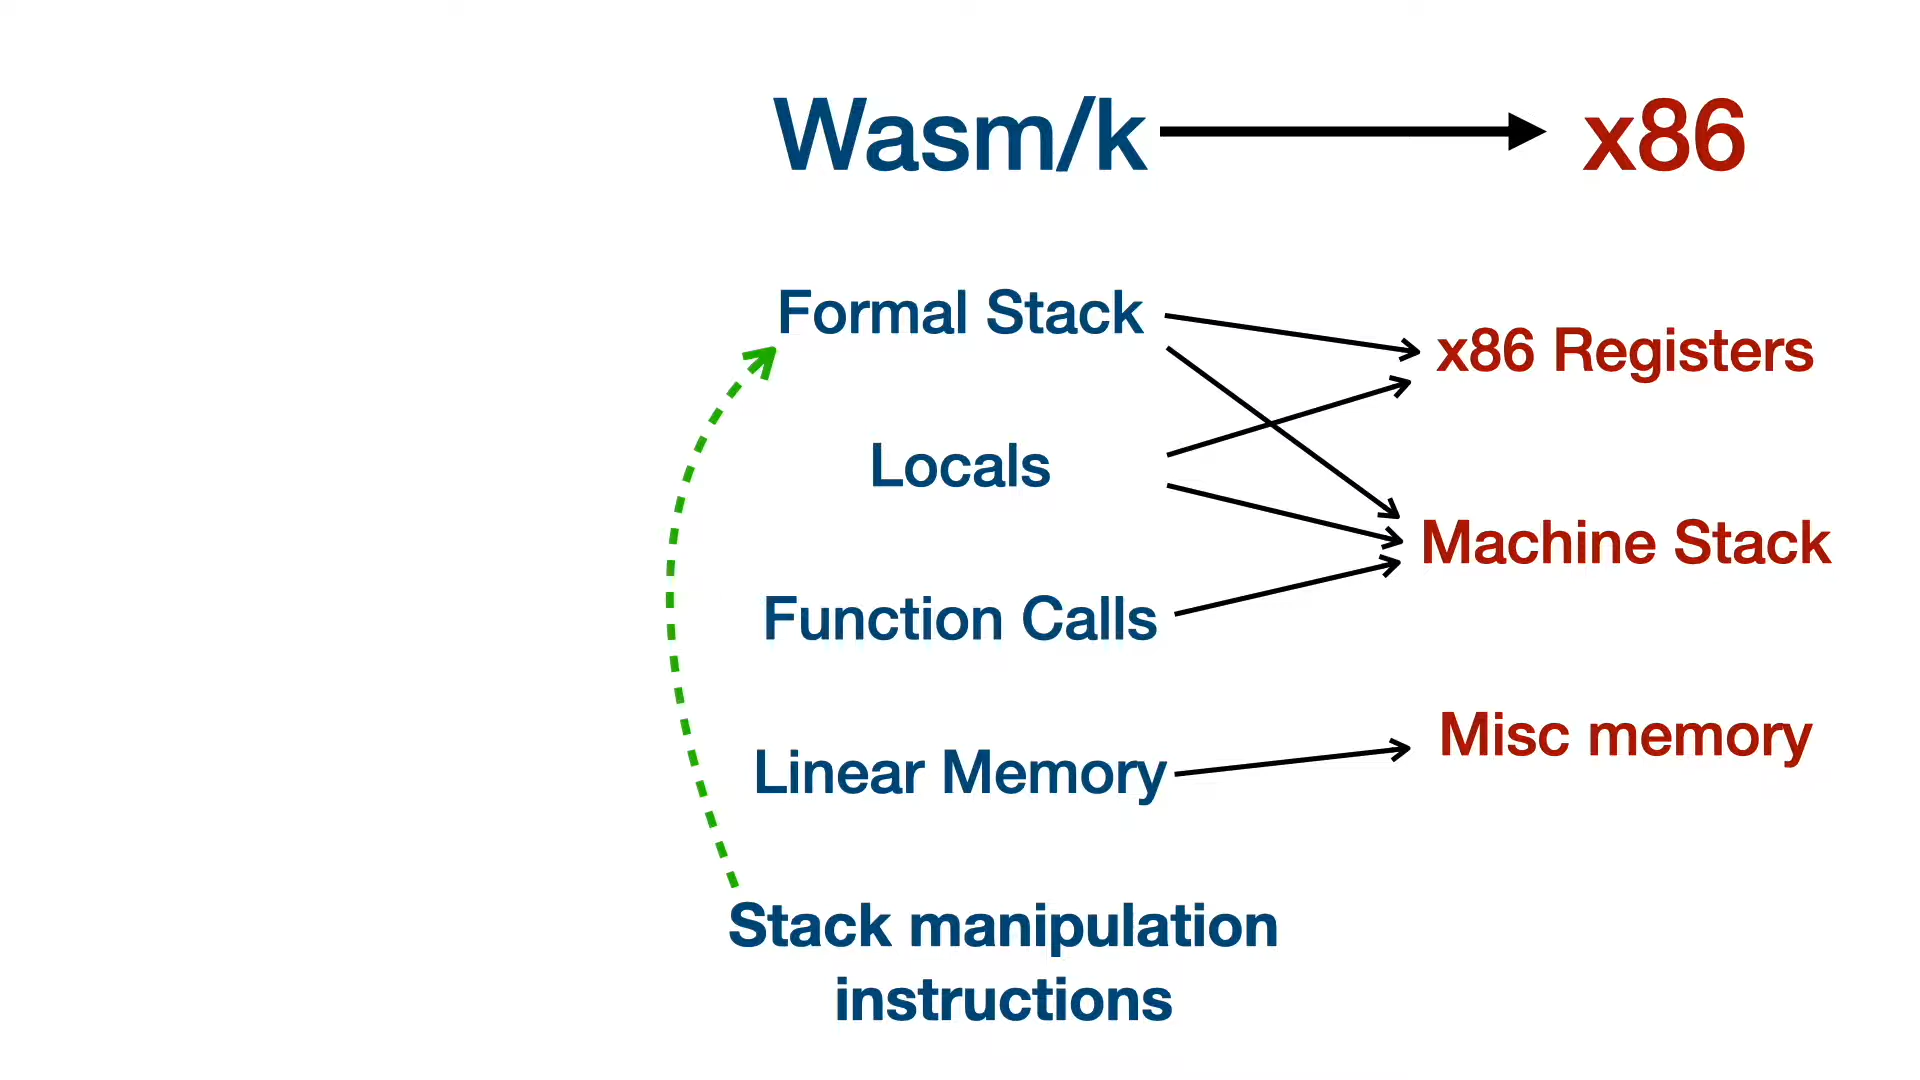 Wasm/k
x86
Formal Stack
x86 Registers
Locals
Machine Stack
Function Calls
Misc memory
Linear Memory
Stack manipulation
instructions